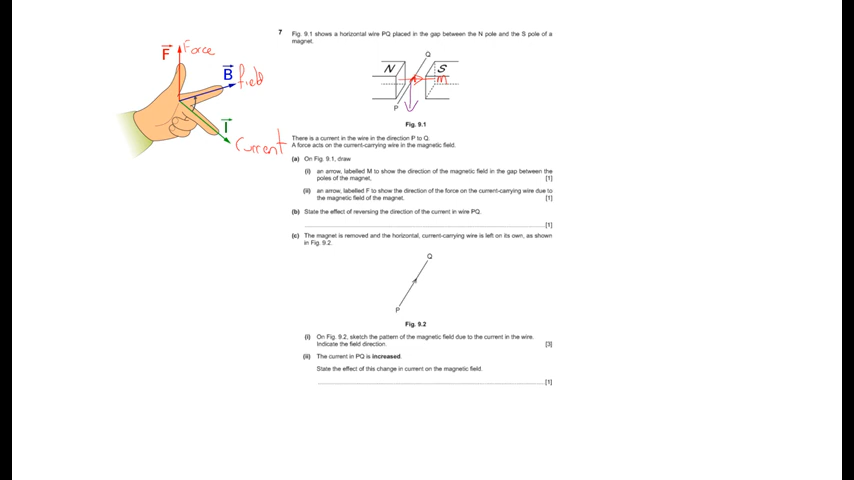 F Force
B field
I Current
7 Fig. 9.1 shows a horizontal wire PQ placed in the gap between the N pole and the S pole of a
magnet.
Q
N S
m
P
Fig. 9.1
There is a current in the wire in the direction P to Q.
A force acts on the current-carrying wire in the magnetic field.
(a) On Fig. 9.1, draw
(i) an arrow, labelled M to show the direction of the magnetic field in the gap between the
poles of the magnet. [1]
(ii) an arrow, labelled F to show the direction of the force on the current-carrying wire due to
the magnetic field of the magnet. [1]
(b) State the effect of reversing the direction of the current in wire PQ.
[1]
(c) The magnet is removed and the horizontal, current-carrying wire is left on its own, as shown
in Fig. 9.2.
Q
P
Fig. 9.2
(i) On Fig. 9.2, sketch the pattern of the magnetic field due to the current in the wire.
Indicate the field direction. [3]
(ii) The current in PQ is increased.
State the effect of this change in current on the magnetic field.
[1]